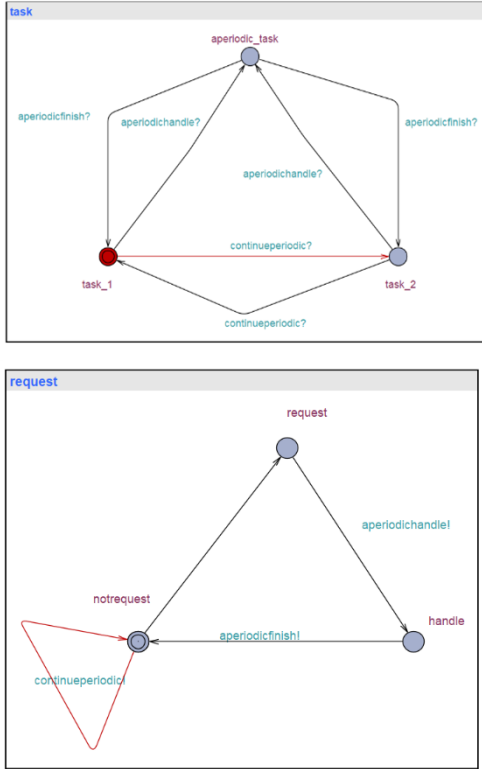 task
aperiodic_task
aperiodicfinish?
aperiodichandle?
aperiodicfinish?
aperiodichandle?
continueperiodic?
task_1
task_2
continueperiodic?
request
request
aperiodichandle!
notrequest
handle
aperiodicfinish!
continueperiodic!